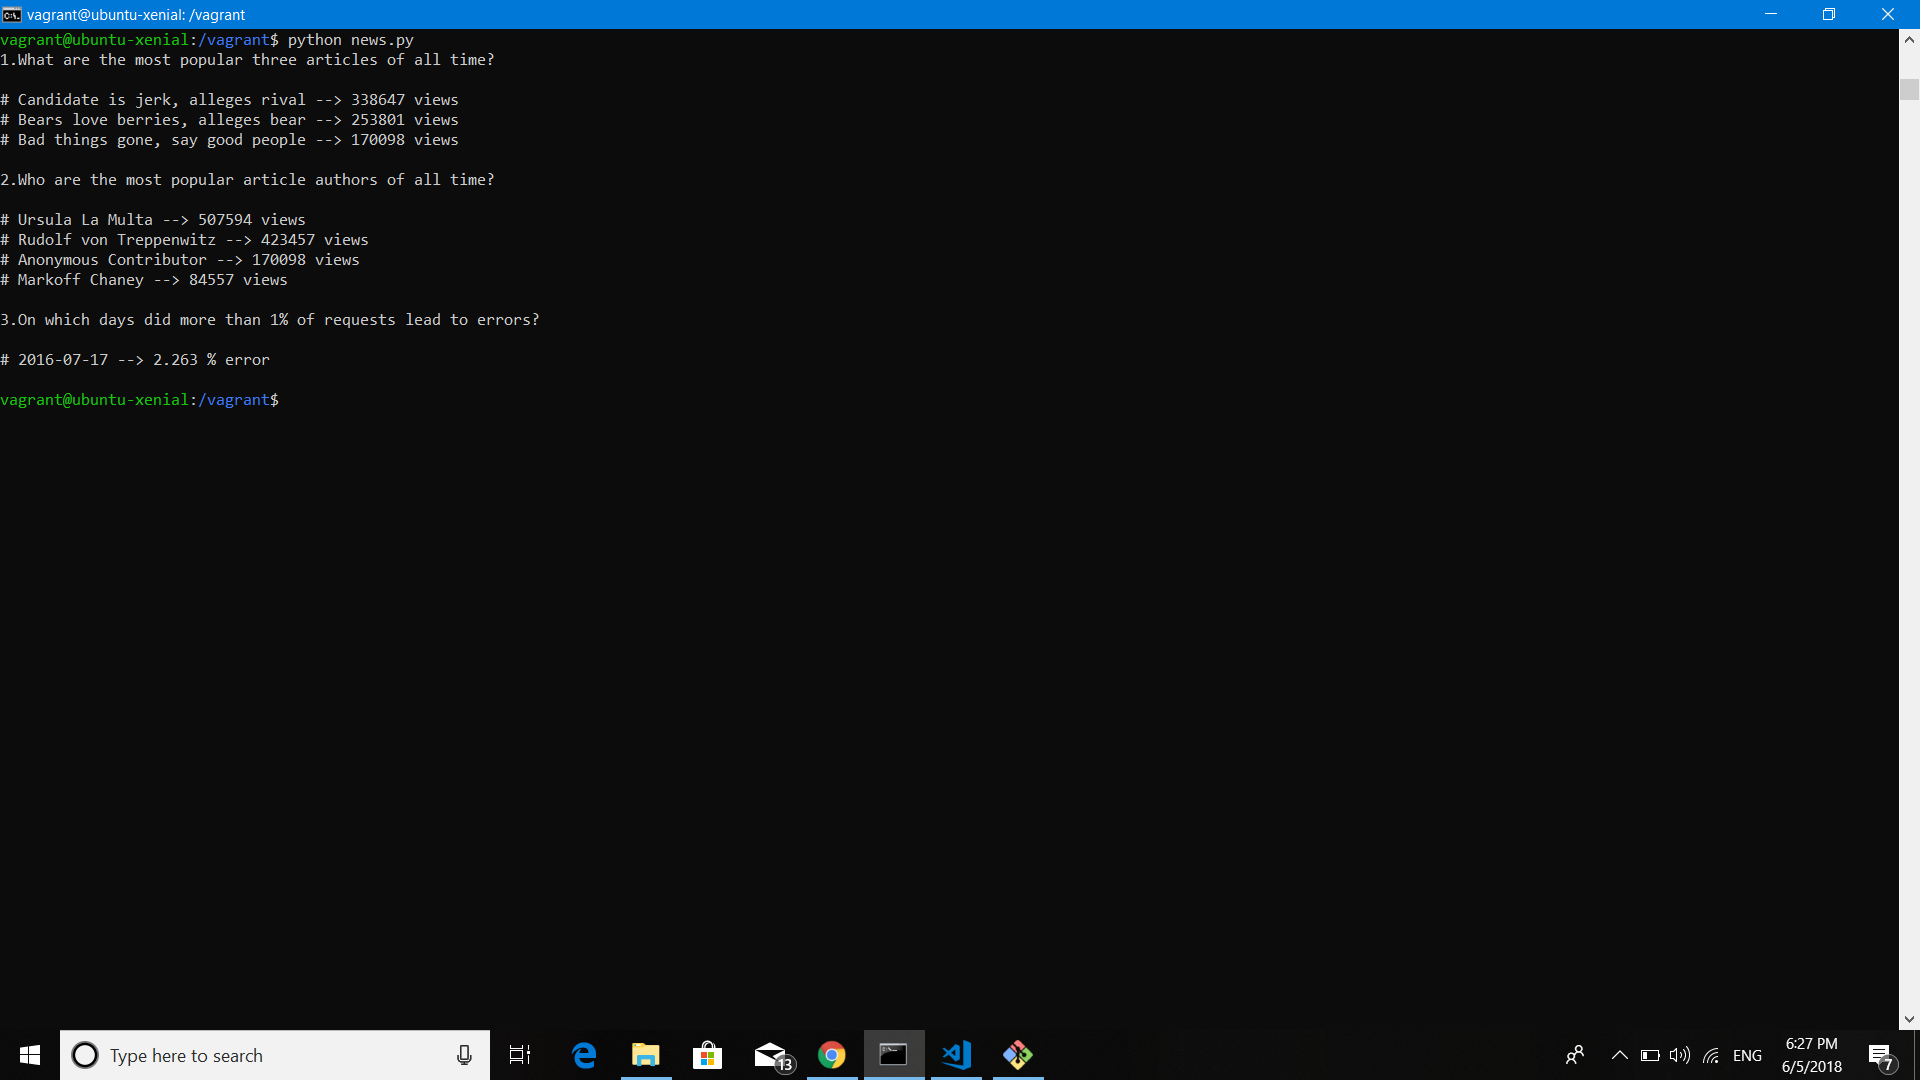 vagrant@ubuntu-xenial: /vagrant
vagrant@ubuntu-xenial:/vagrant$ python news.py
1.What are the most popular three articles of all time?
# Candidate is jerk, alleges rival --> 338647 views
# Bears love berries, alleges bear --> 253801 views
# Bad things gone, say good people --> 170098 views
2.Who are the most popular article authors of all time?
# Ursula La Multa --> 507594 views
# Rudolf von Treppenwitz --> 423457 views
# Anonymous Contributor --> 170098 views
# Markoff Chaney --> 84557 views
3.On which days did more than 1% of requests lead to errors?
# 2016-07-17 --> 2.263 % error
vagrant@ubuntu-xenial:/vagrant$
Type here to search
13
ENG
6:27 PM
6/5/2018
7